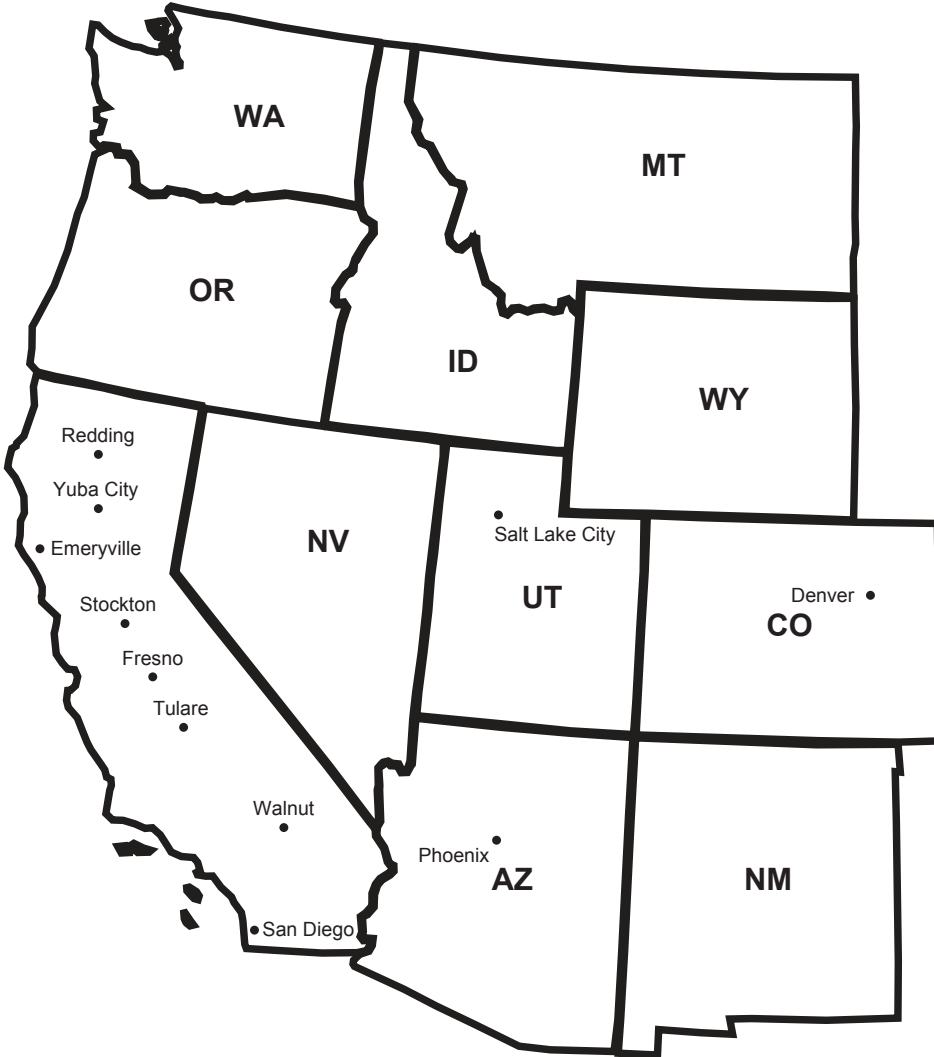 WA
MT
OR
ID
WY
Redding
Yuba City
Salt Lake City
NV
Emeryville
UT
Denver
Stockton
CO
Fresno
Tulare
Walnut
Phoenix
AZ
NM
San Diego